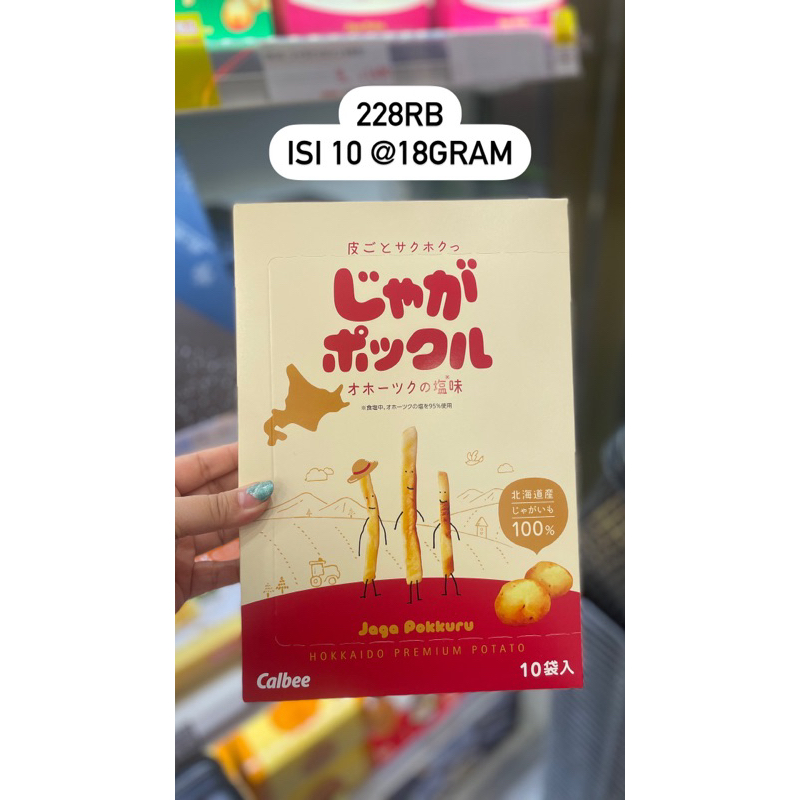 228RB
ISI 10 @18GRAM
皮ごとサクホクっ
じゃが
ポックル
オホーツクの塩※味
※食塩中、オホーツクの塩を95%使用
北海道産
じゃがいも
100%
Jaga Pokkuru
HOKKAIDO PREMIUM POTATO
Calbee
10袋入